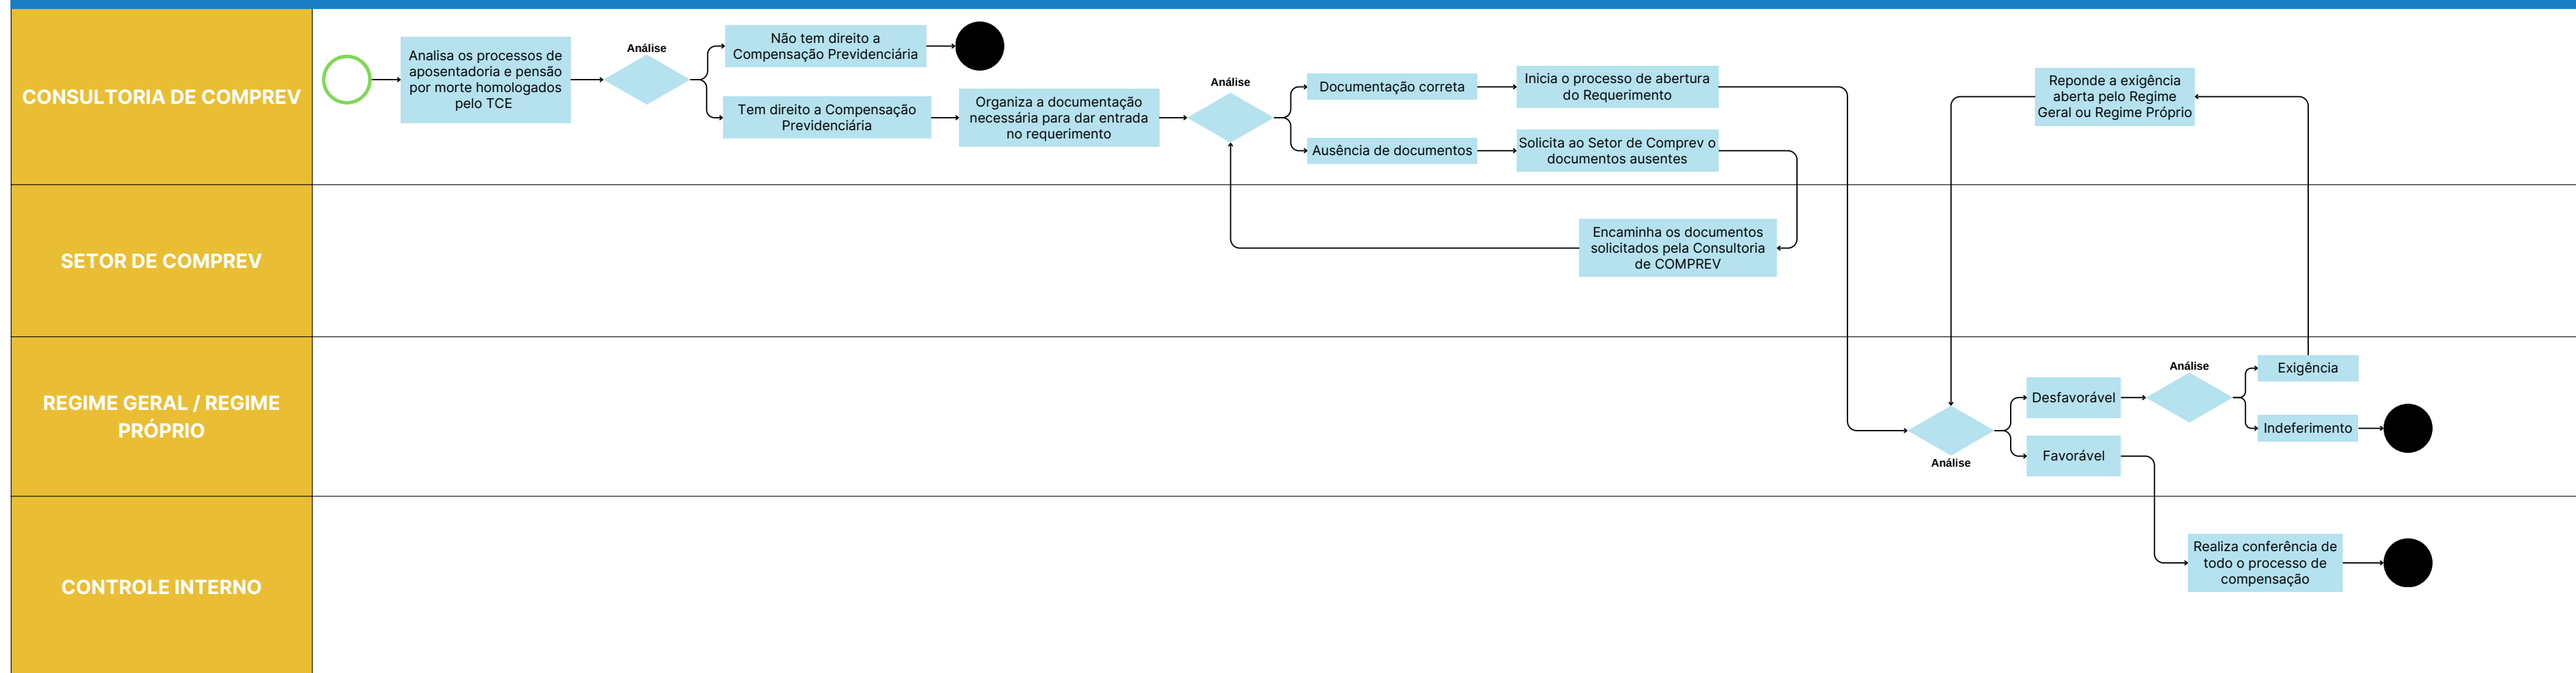 CONSULTORIA DE COMPREV
Analisa os processos de
aposentadoria e pensão
por morte homologados
pelo TCE
Análise
Não tem direito a
Compensação Previdenciária
Tem direito a Compensação
Previdenciária
Organiza a documentação
necessária para dar entrada
no requerimento
Análise
Documentação correta
Inicia o processo de abertura
do Requerimento
Ausência de documentos
Solicita ao Setor de Comprev o
documentos ausentes
Reponde a exigência
aberta pelo Regime
Geral ou Regime Próprio
SETOR DE COMPREV
Encaminha os documentos
solicitados pela Consultoria
de COMPREV
REGIME GERAL / REGIME
PRÓPRIO
Análise
Desfavorável
Favorável
Análise
Exigência
Indeferimento
CONTROLE INTERNO
Realiza conferência de
todo o processo de
compensação